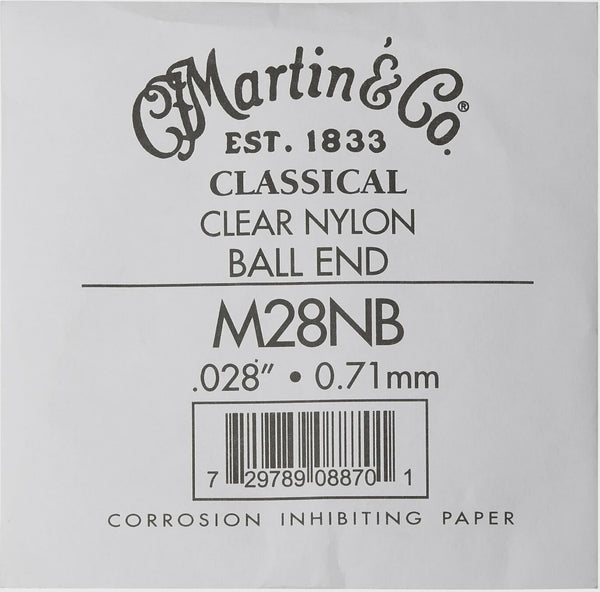 CF Martin & Co.®
EST. 1833
CLASSICAL
CLEAR NYLON
BALL END
M28NB
.028” • 0.71mm
7 29789 08870 1
CORROSION INHIBITING PAPER